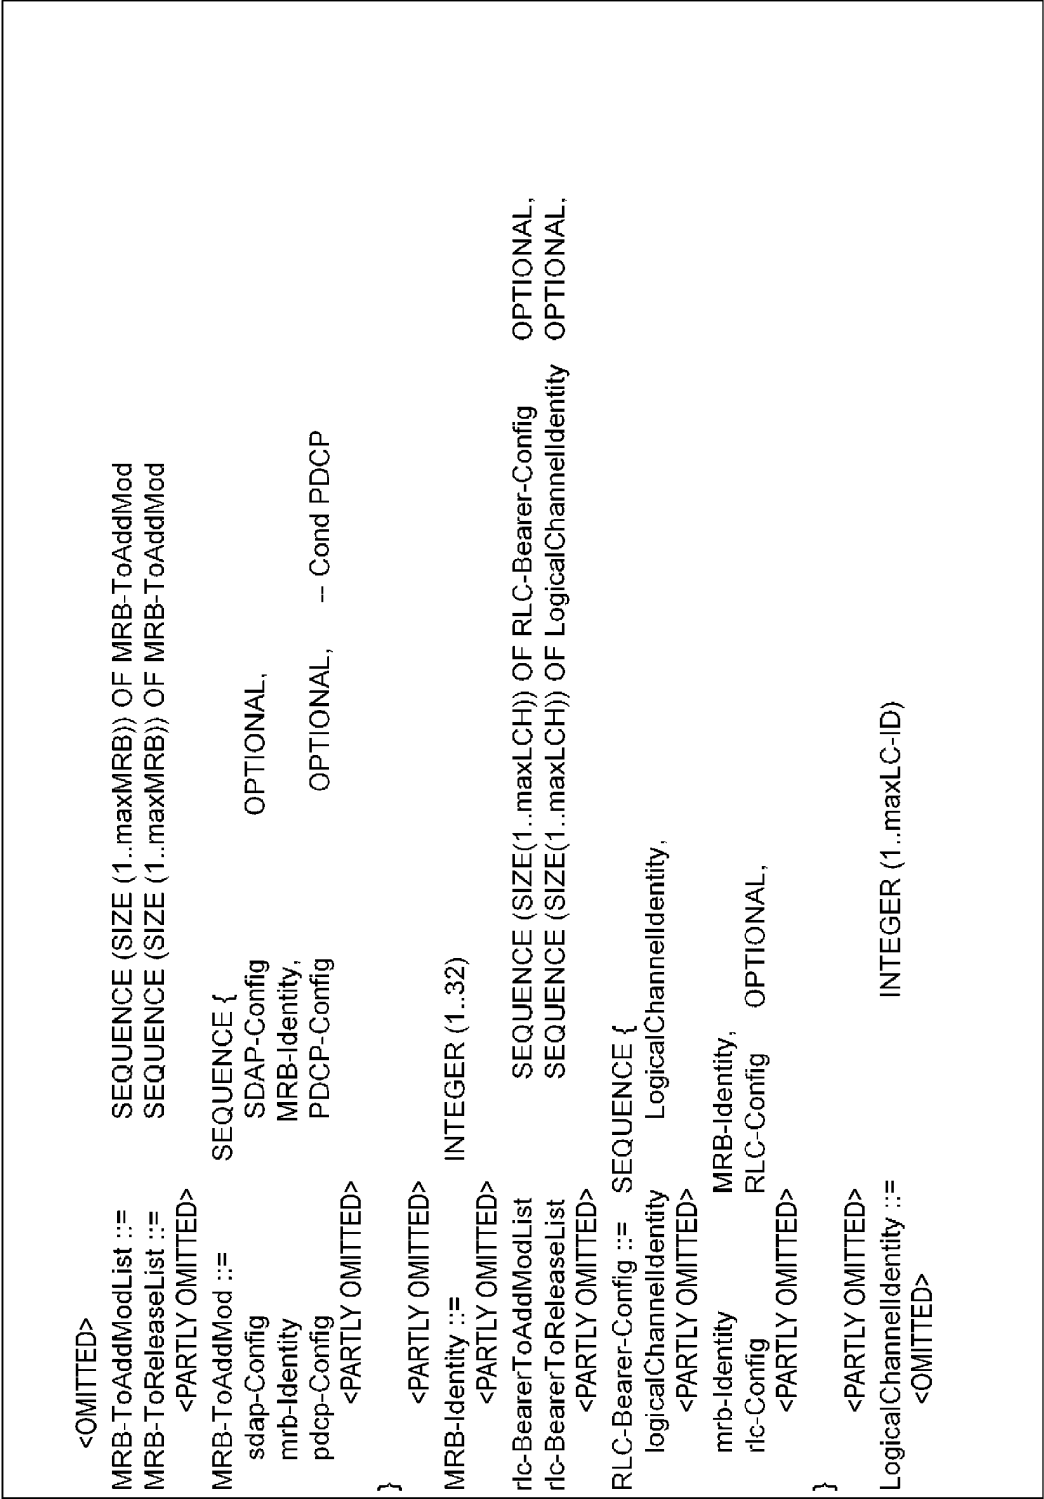 <OMITTED>
MRB-ToAddModList ::= SEQUENCE (SIZE (1..maxMRB)) OF MRB-ToAddMod
MRB-ToReleaseList ::= SEQUENCE (SIZE (1..maxMRB)) OF MRB-ToAddMod
<PARTLY OMITTED>
MRB-ToAddMod ::= SEQUENCE {
sdap-Config SDAP-Config OPTIONAL,
mrb-Identity MRB-Identity,
pdcp-Config PDCP-Config OPTIONAL, -- Cond PDCP
<PARTLY OMITTED>
}
<PARTLY OMITTED>
MRB-Identity ::= INTEGER (1..32)
<PARTLY OMITTED>
rlc-BearerToAddModList SEQUENCE (SIZE(1..maxLCH)) OF RLC-Bearer-Config OPTIONAL,
rlc-BearerToReleaseList SEQUENCE (SIZE(1..maxLCH)) OF LogicalChannelIdentity OPTIONAL,
<PARTLY OMITTED>
RLC-Bearer-Config ::= SEQUENCE {
logicalChannelIdentity LogicalChannelIdentity,
<PARTLY OMITTED>
mrb-Identity MRB-Identity,
rlc-Config RLC-Config OPTIONAL,
<PARTLY OMITTED>
}
<PARTLY OMITTED>
LogicalChannelIdentity ::= INTEGER (1..maxLC-ID)
<OMITTED>